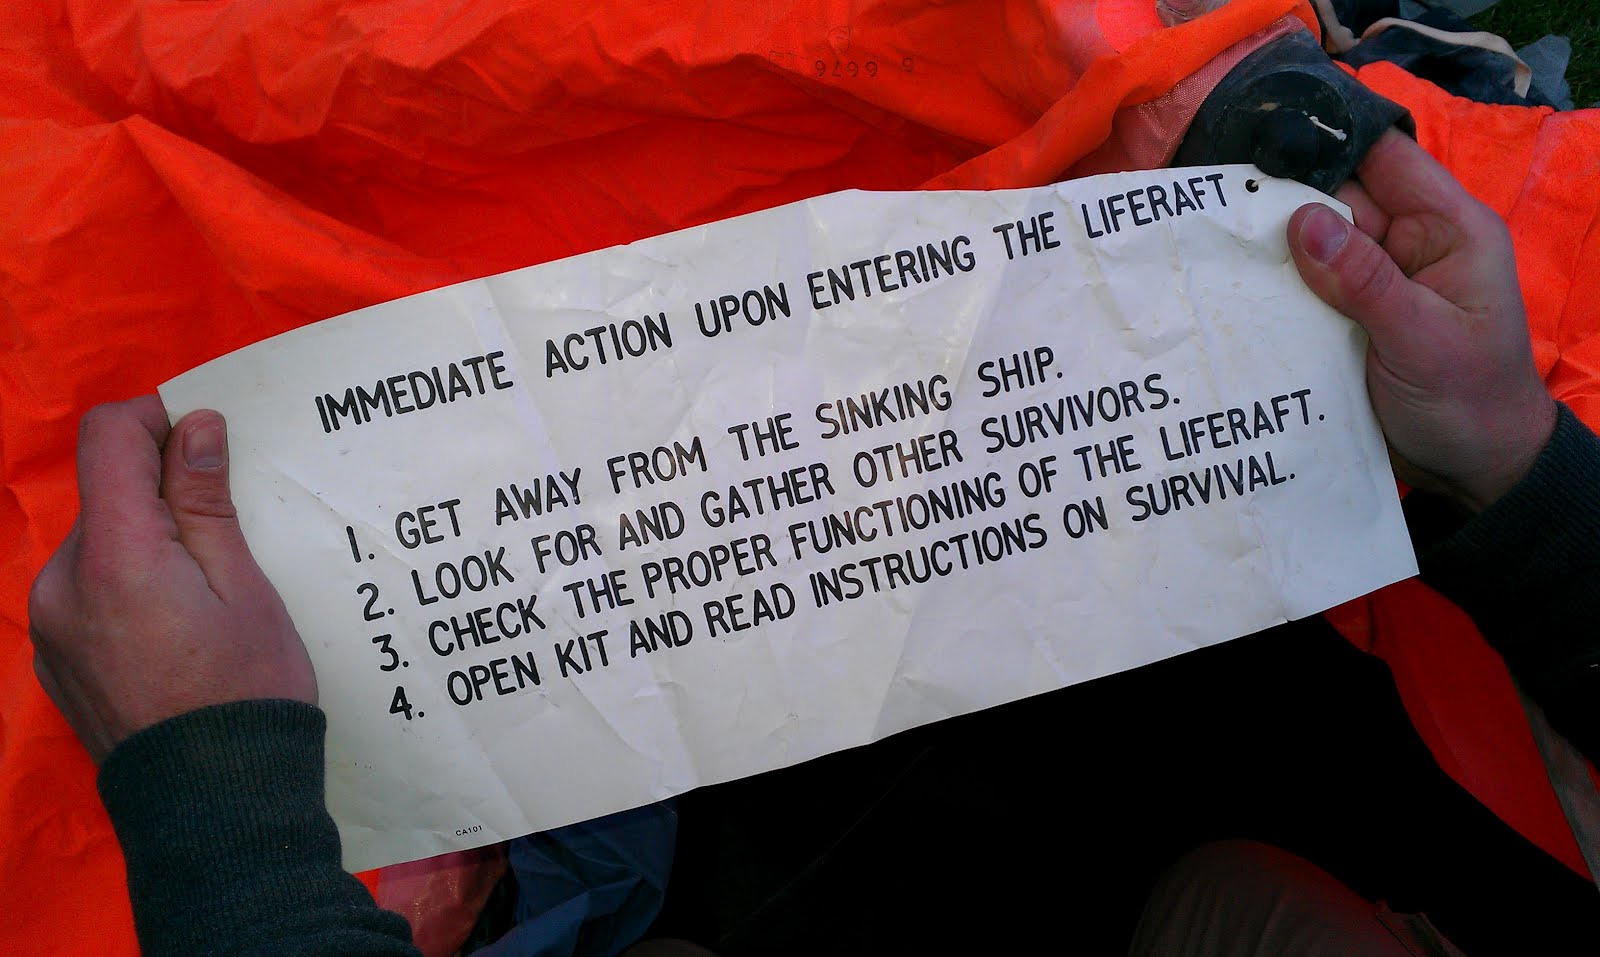 IMMEDIATE ACTION UPON ENTERING THE LIFERAFT
1. GET AWAY FROM THE SINKING SHIP.
2. LOOK FOR AND GATHER OTHER SURVIVORS.
3. CHECK THE PROPER FUNCTIONING OF THE LIFERAFT.
4. OPEN KIT AND READ INSTRUCTIONS ON SURVIVAL.
CA101